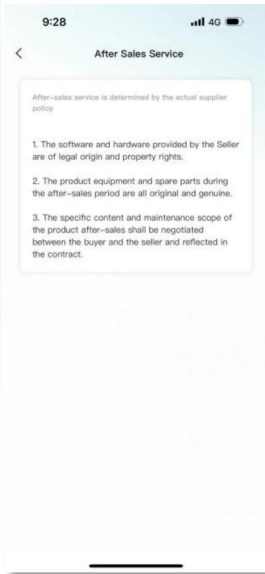 9:28
4G
After Sales Service
After-sales service is determined by the actual supplier
policy
1. The software and hardware provided by the Seller
are of legal origin and property rights.
2. The product equipment and spare parts during
the after-sales period are all original and genuine.
3. The specific content and maintenance scope of
the product after-sales shall be negotiated
between the buyer and the seller and reflected in
the contract.